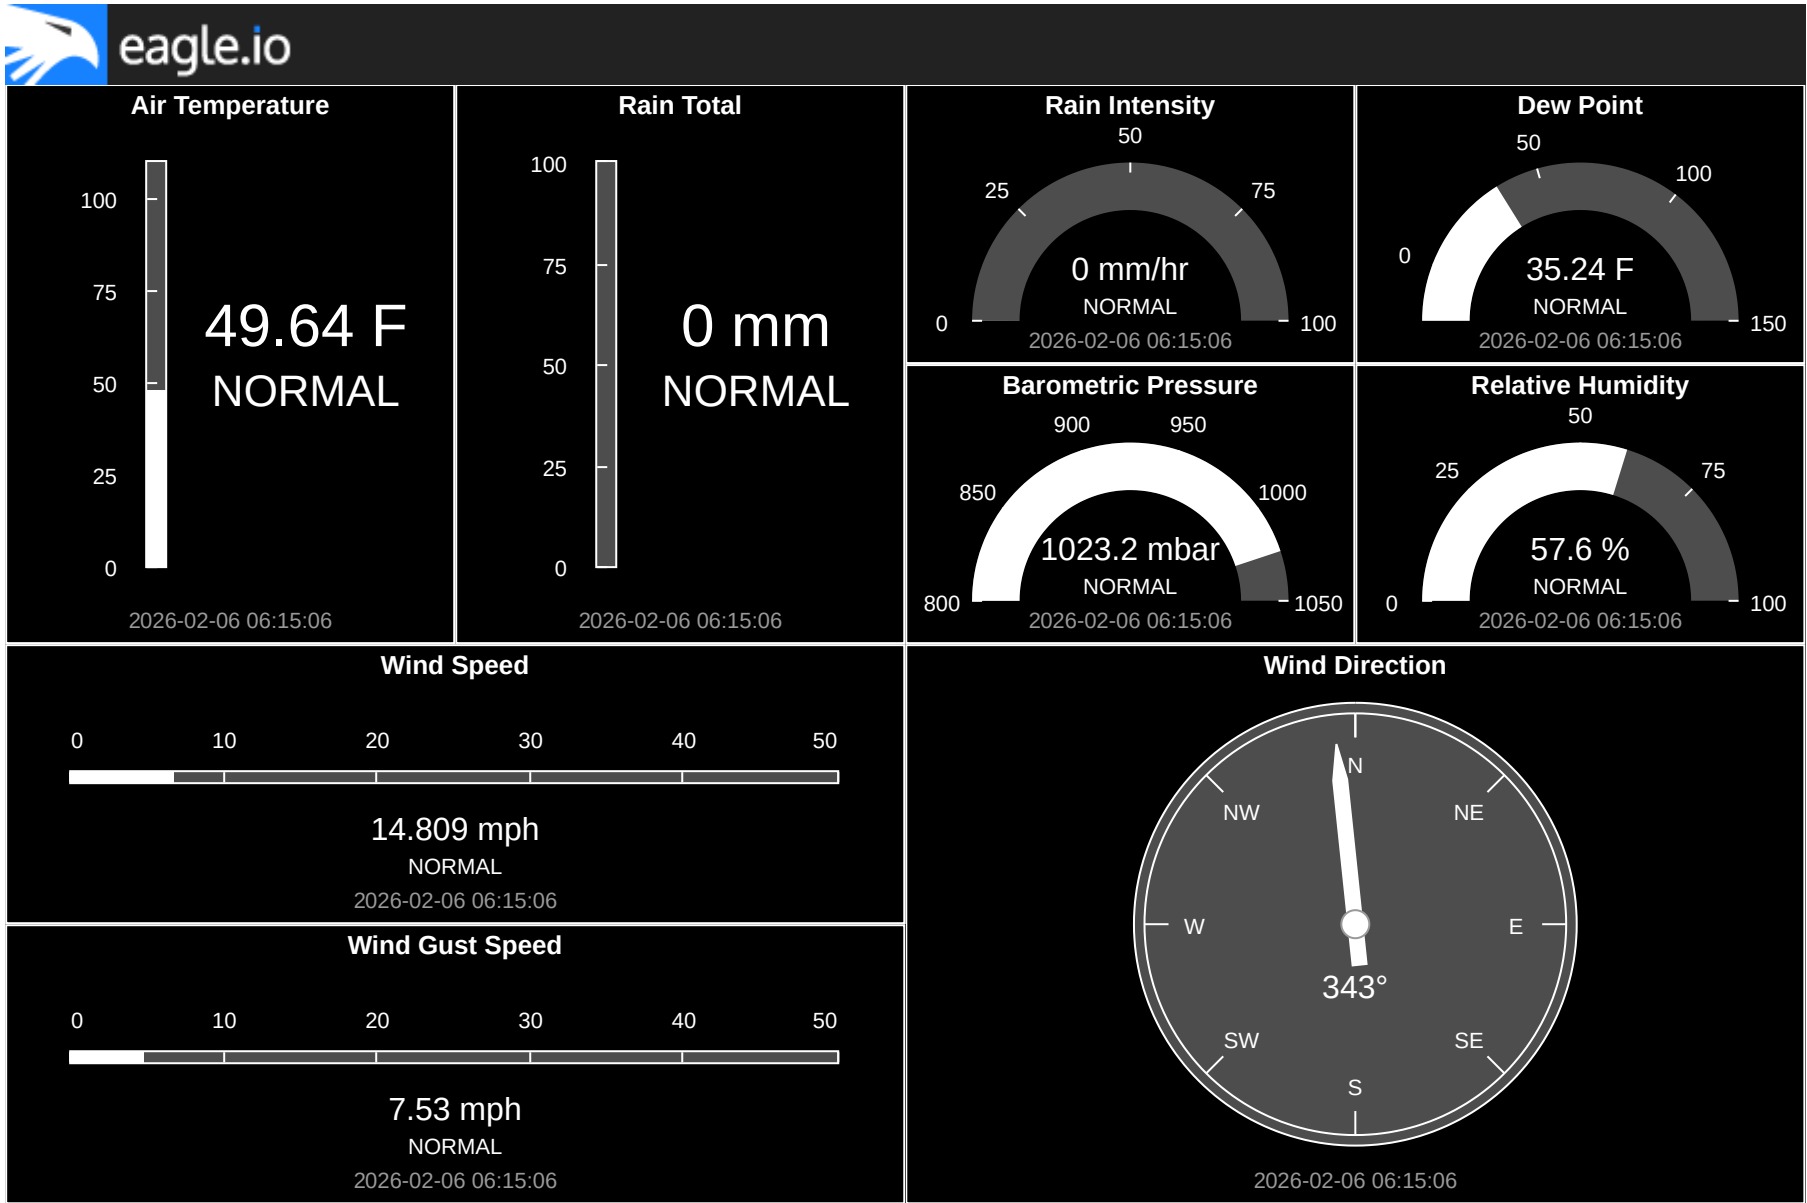 eagle.io
Air Temperature
100
75
50
25
0
49.64 F
NORMAL
2026-02-06 06:15:06
Rain Total
100
75
50
25
0
0 mm
NORMAL
2026-02-06 06:15:06
Rain Intensity
0
25
50
75
100
0 mm/hr
NORMAL
2026-02-06 06:15:06
Dew Point
0
50
100
150
35.24 F
NORMAL
2026-02-06 06:15:06
Barometric Pressure
800
850
900
950
1000
1050
1023.2 mbar
NORMAL
2026-02-06 06:15:06
Relative Humidity
0
25
50
75
100
57.6 %
NORMAL
2026-02-06 06:15:06
Wind Speed
0 10 20 30 40 50
14.809 mph
NORMAL
2026-02-06 06:15:06
Wind Gust Speed
0 10 20 30 40 50
7.53 mph
NORMAL
2026-02-06 06:15:06
Wind Direction
N
NW NE
W E
343°
SW SE
S
2026-02-06 06:15:06